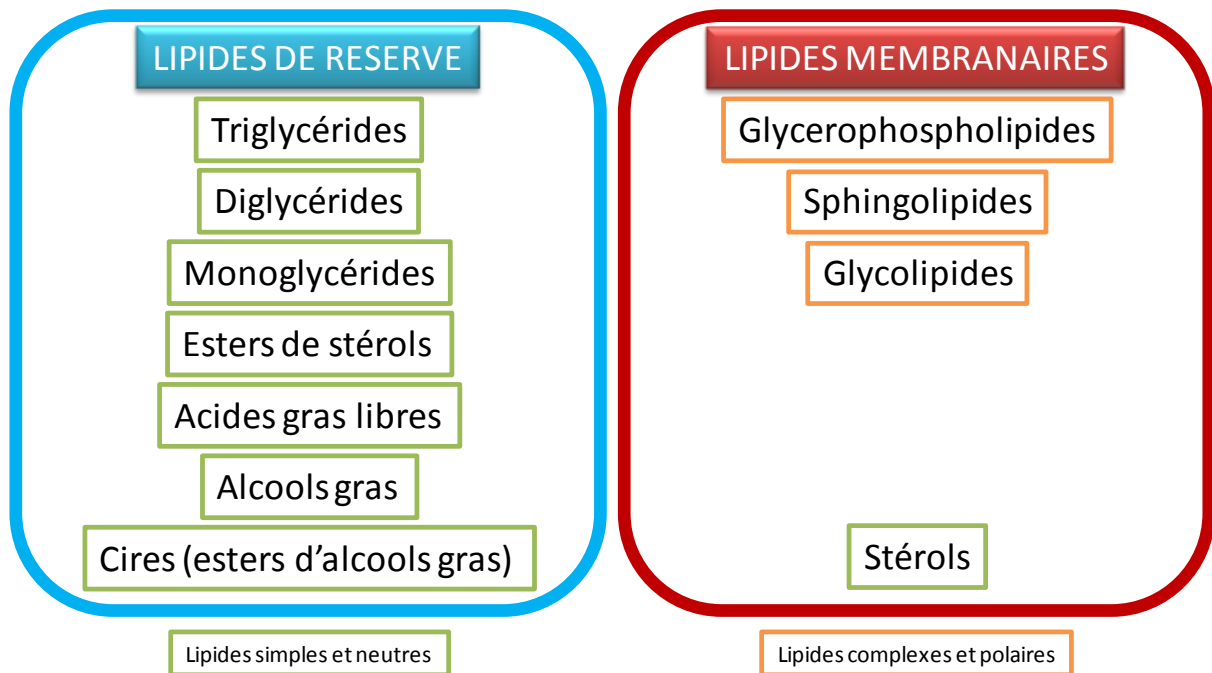 LIPIDES DE RESERVE
Triglycérides
Diglycérides
Monoglycérides
Esters de stérols
Acides gras libres
Alcools gras
Cires (esters d'alcools gras)
Lipides simples et neutres
LIPIDES MEMBRANAIRES
Glycerophospholipides
Sphingolipides
Glycolipides
Stérols
Lipides complexes et polaires